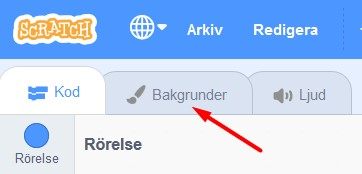 SCRATCH Arkiv Redigera
Kod Bakgrunder Ljud
Rörelse Rörelse